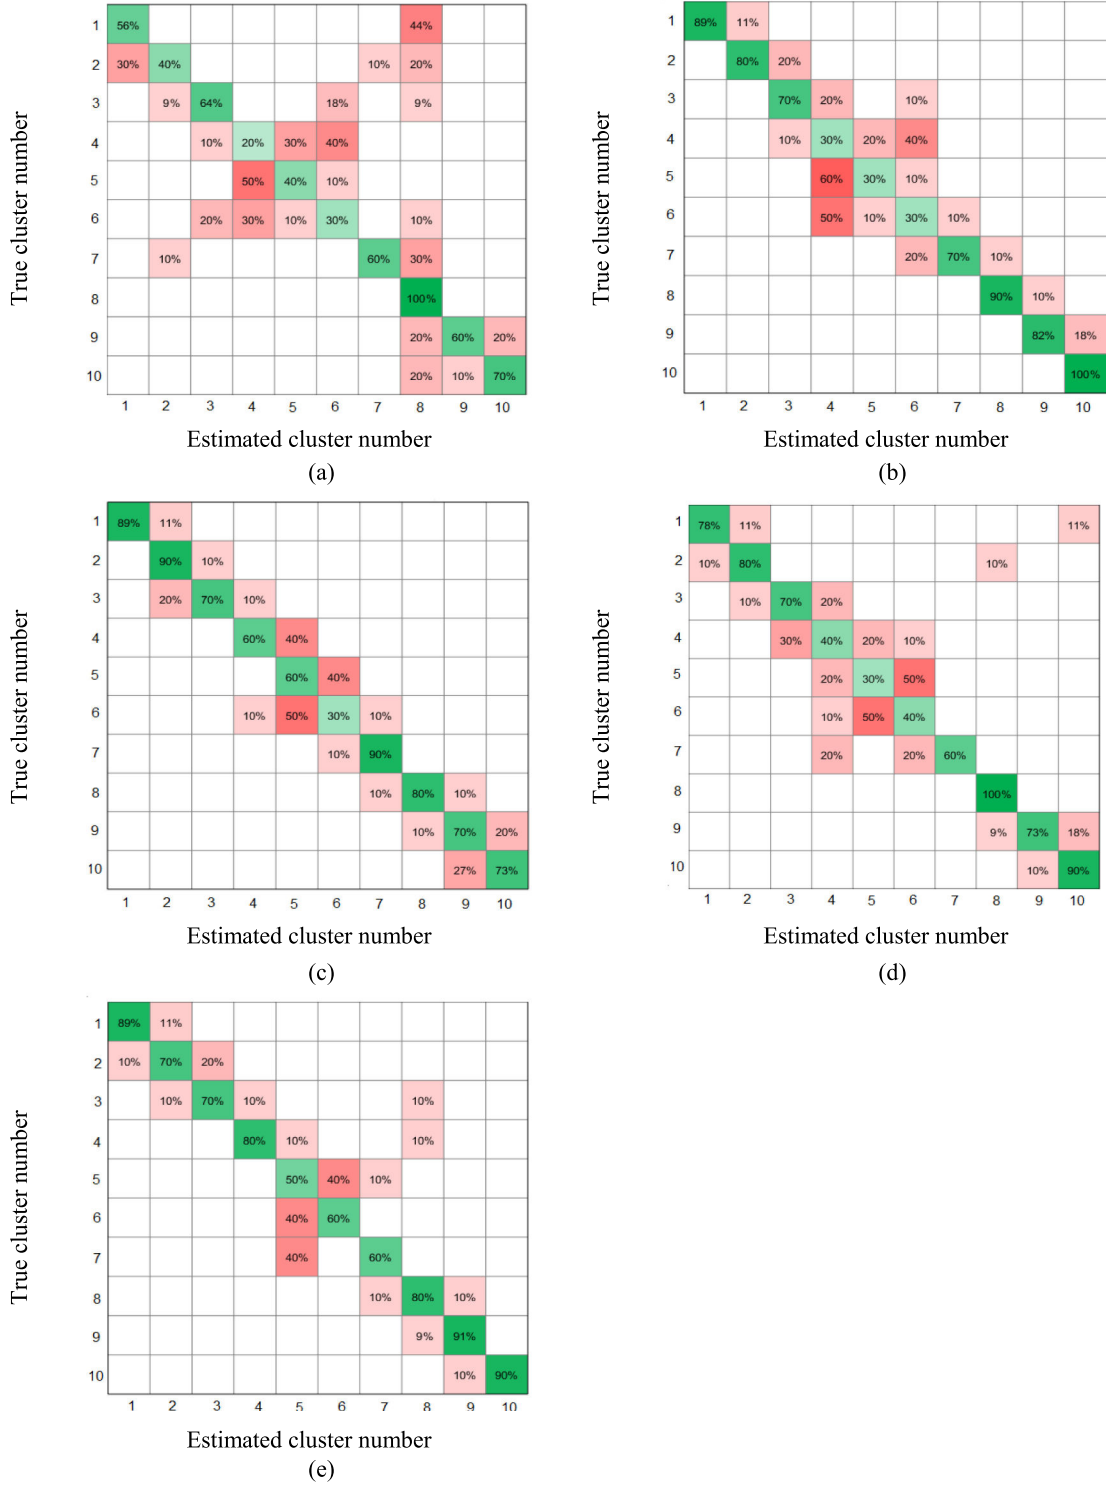 True cluster number
1 56% 44%
2 30% 40% 10% 20%
3 9% 64% 18% 9%
4 10% 20% 30% 40%
5 50% 40% 10%
6 20% 30% 10% 30% 10%
7 10% 60% 30%
8 100%
9 20% 60% 20%
10 20% 10% 70%
1 2 3 4 5 6 7 8 9 10
Estimated cluster number
(a)
True cluster number
1 89% 11%
2 80% 20%
3 70% 20% 10%
4 10% 30% 20% 40%
5 60% 30% 10%
6 50% 10% 30% 10%
7 20% 70% 10%
8 90% 10%
9 82% 18%
10 100%
1 2 3 4 5 6 7 8 9 10
Estimated cluster number
(b)
True cluster number
1 89% 11%
2 90% 10%
3 20% 70% 10%
4 60% 40%
5 60% 40%
6 10% 50% 30% 10%
7 10% 90%
8 10% 80% 10%
9 10% 70% 20%
10 27% 73%
1 2 3 4 5 6 7 8 9 10
Estimated cluster number
(c)
True cluster number
1 78% 11% 11%
2 10% 80% 10%
3 10% 70% 20%
4 30% 40% 20% 10%
5 20% 30% 50%
6 10% 50% 40%
7 20% 20% 60%
8 100%
9 9% 73% 18%
10 10% 90%
1 2 3 4 5 6 7 8 9 10
Estimated cluster number
(d)
True cluster number
1 89% 11%
2 10% 70% 20%
3 10% 70% 10% 10%
4 80% 10% 10%
5 50% 40% 10%
6 40% 60%
7 40% 60%
8 10% 80% 10%
9 9% 91%
10 10% 90%
1 2 3 4 5 6 7 8 9 10
Estimated cluster number
(e)